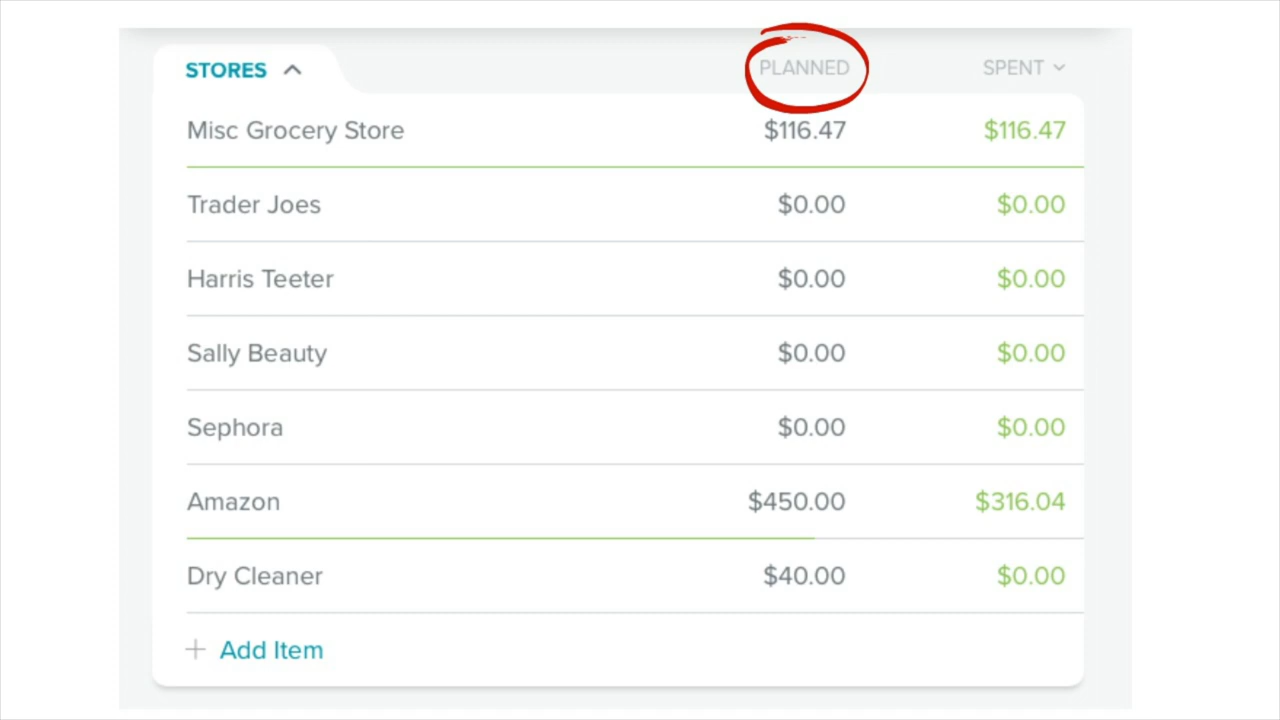 STORES PLANNED SPENT
Misc Grocery Store $116.47 $116.47
Trader Joes $0.00 $0.00
Harris Teeter $0.00 $0.00
Sally Beauty $0.00 $0.00
Sephora $0.00 $0.00
Amazon $450.00 $316.04
Dry Cleaner $40.00 $0.00
+ Add Item